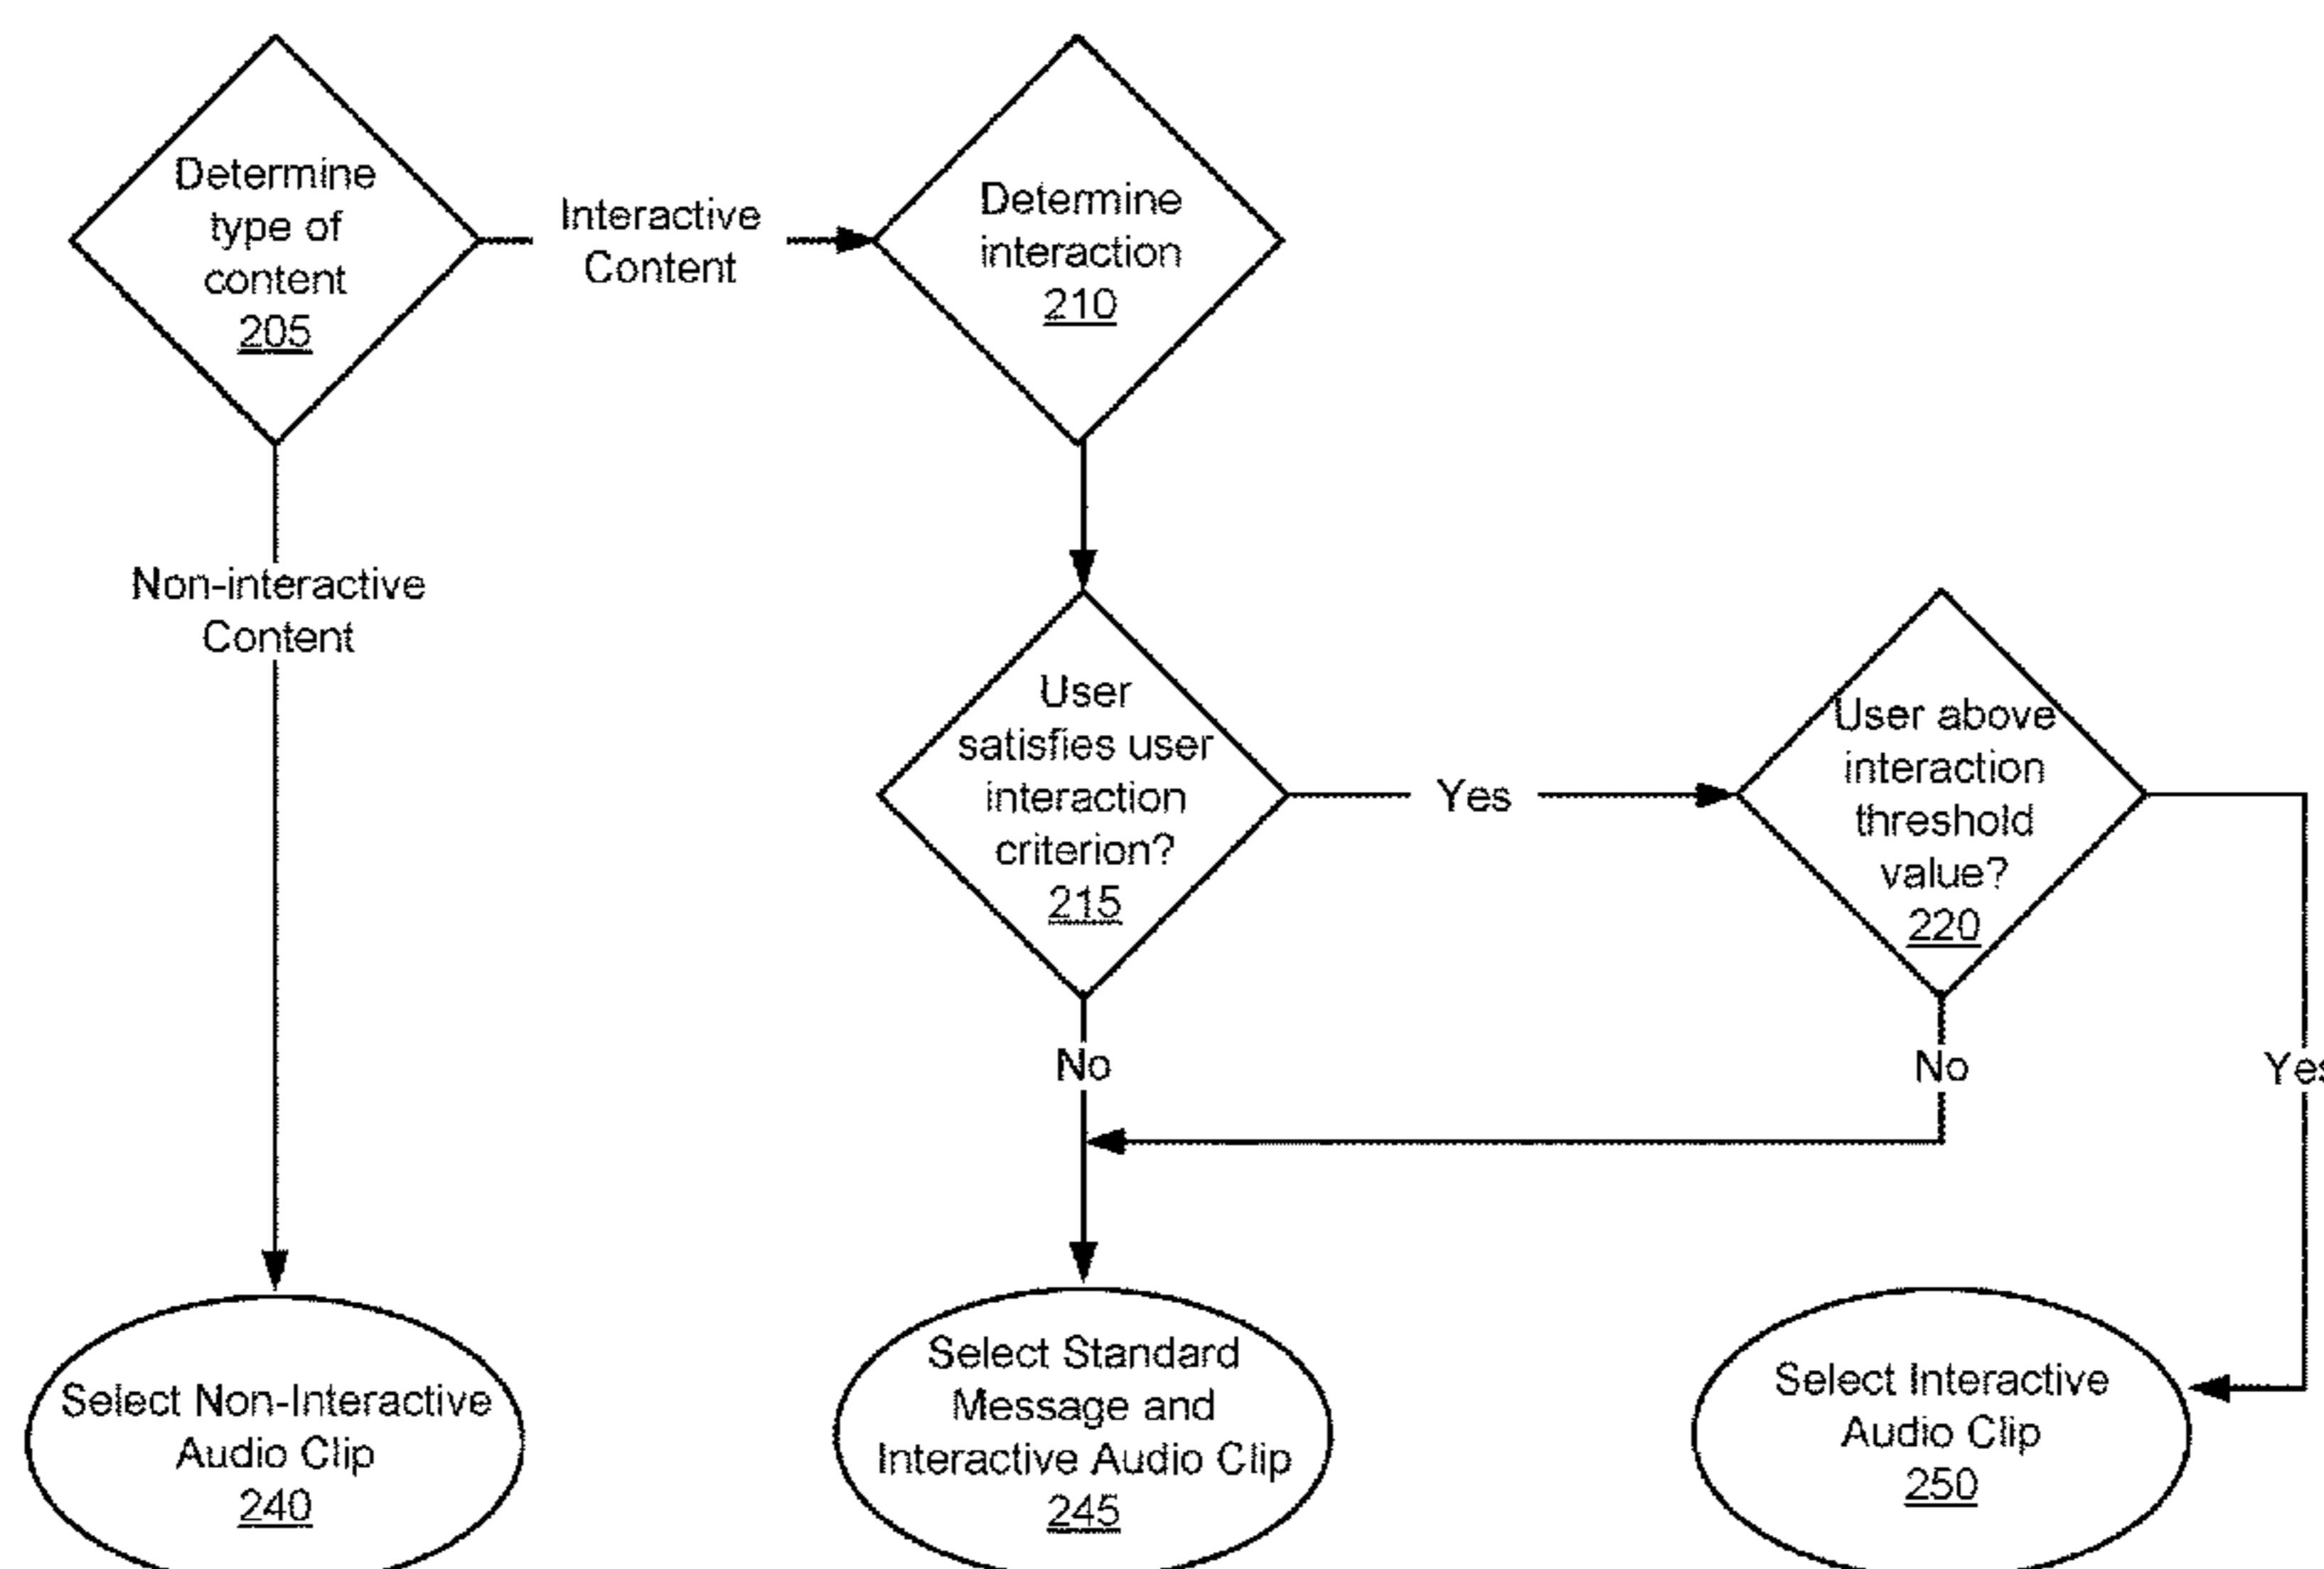 Determine
type of
content
205
Interactive
Content
Determine
interaction
210
Non-interactive
Content
User
satisfies user
interaction
criterion?
215
Yes
User above
interaction
threshold
value?
220
No
No
Yes
Select Non-Interactive
Audio Clip
240
Select Standard
Message and
Interactive Audio Clip
245
Select Interactive
Audio Clip
250